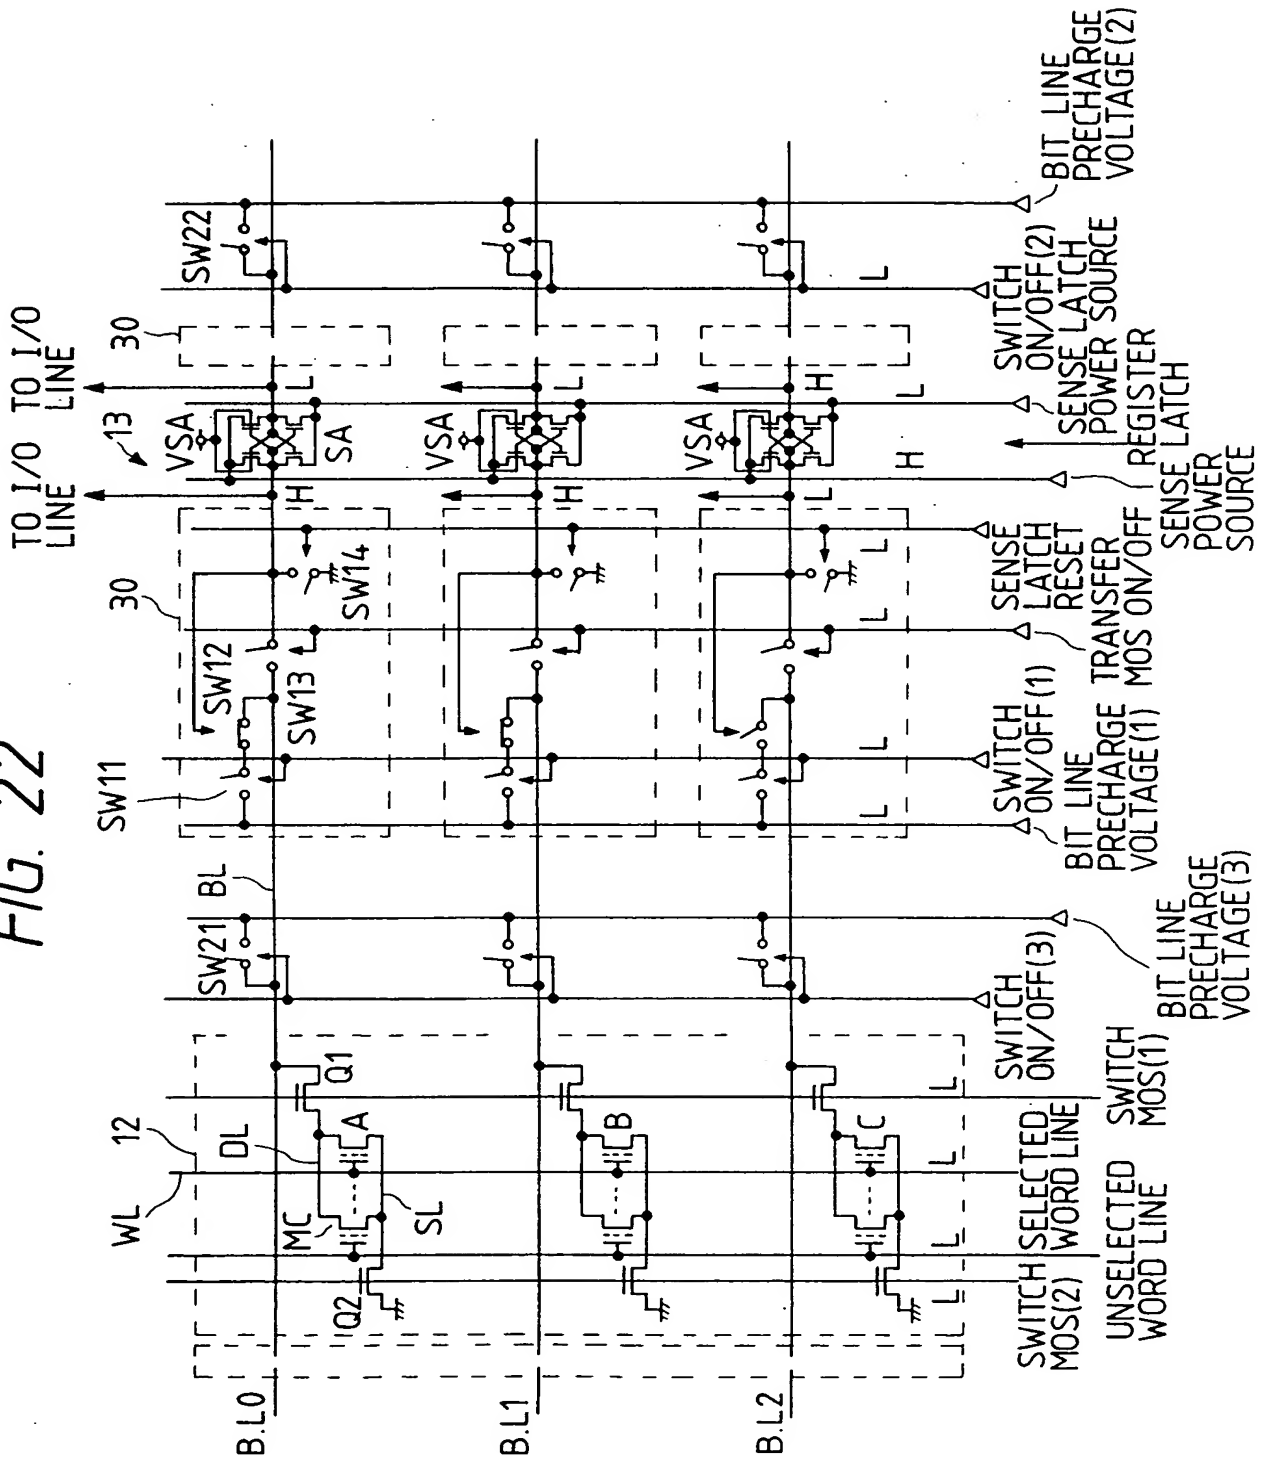 FIG. 22
TO I/O
LINE
TO I/O
LINE
13
30
30
SW11
12
WL
B.L0
B.L1
B.L2
Q2
MC
DL
SL
A
Q1
SW21
BL
SW12
SW13
SW14
H
VSA
SA
L
SW22
B
H
VSA
L
C
L
VSA
H
L
L
L
L
L
L
L
L
H
L
L
SWITCH
MOS(2)
UNSELECTED
WORD LINE
SELECTED
WORD LINE
SWITCH
MOS(1)
SWITCH
ON/OFF(3)
BIT LINE
PRECHARGE
VOLTAGE(3)
BIT LINE
PRECHARGE
VOLTAGE(1)
SWITCH
ON/OFF(1)
TRANSFER
MOS ON/OFF
SENSE
LATCH
RESET
SENSE LATCH
POWER
SOURCE
REGISTER
SENSE LATCH
POWER SOURCE
SWITCH
ON/OFF(2)
BIT LINE
PRECHARGE
VOLTAGE(2)